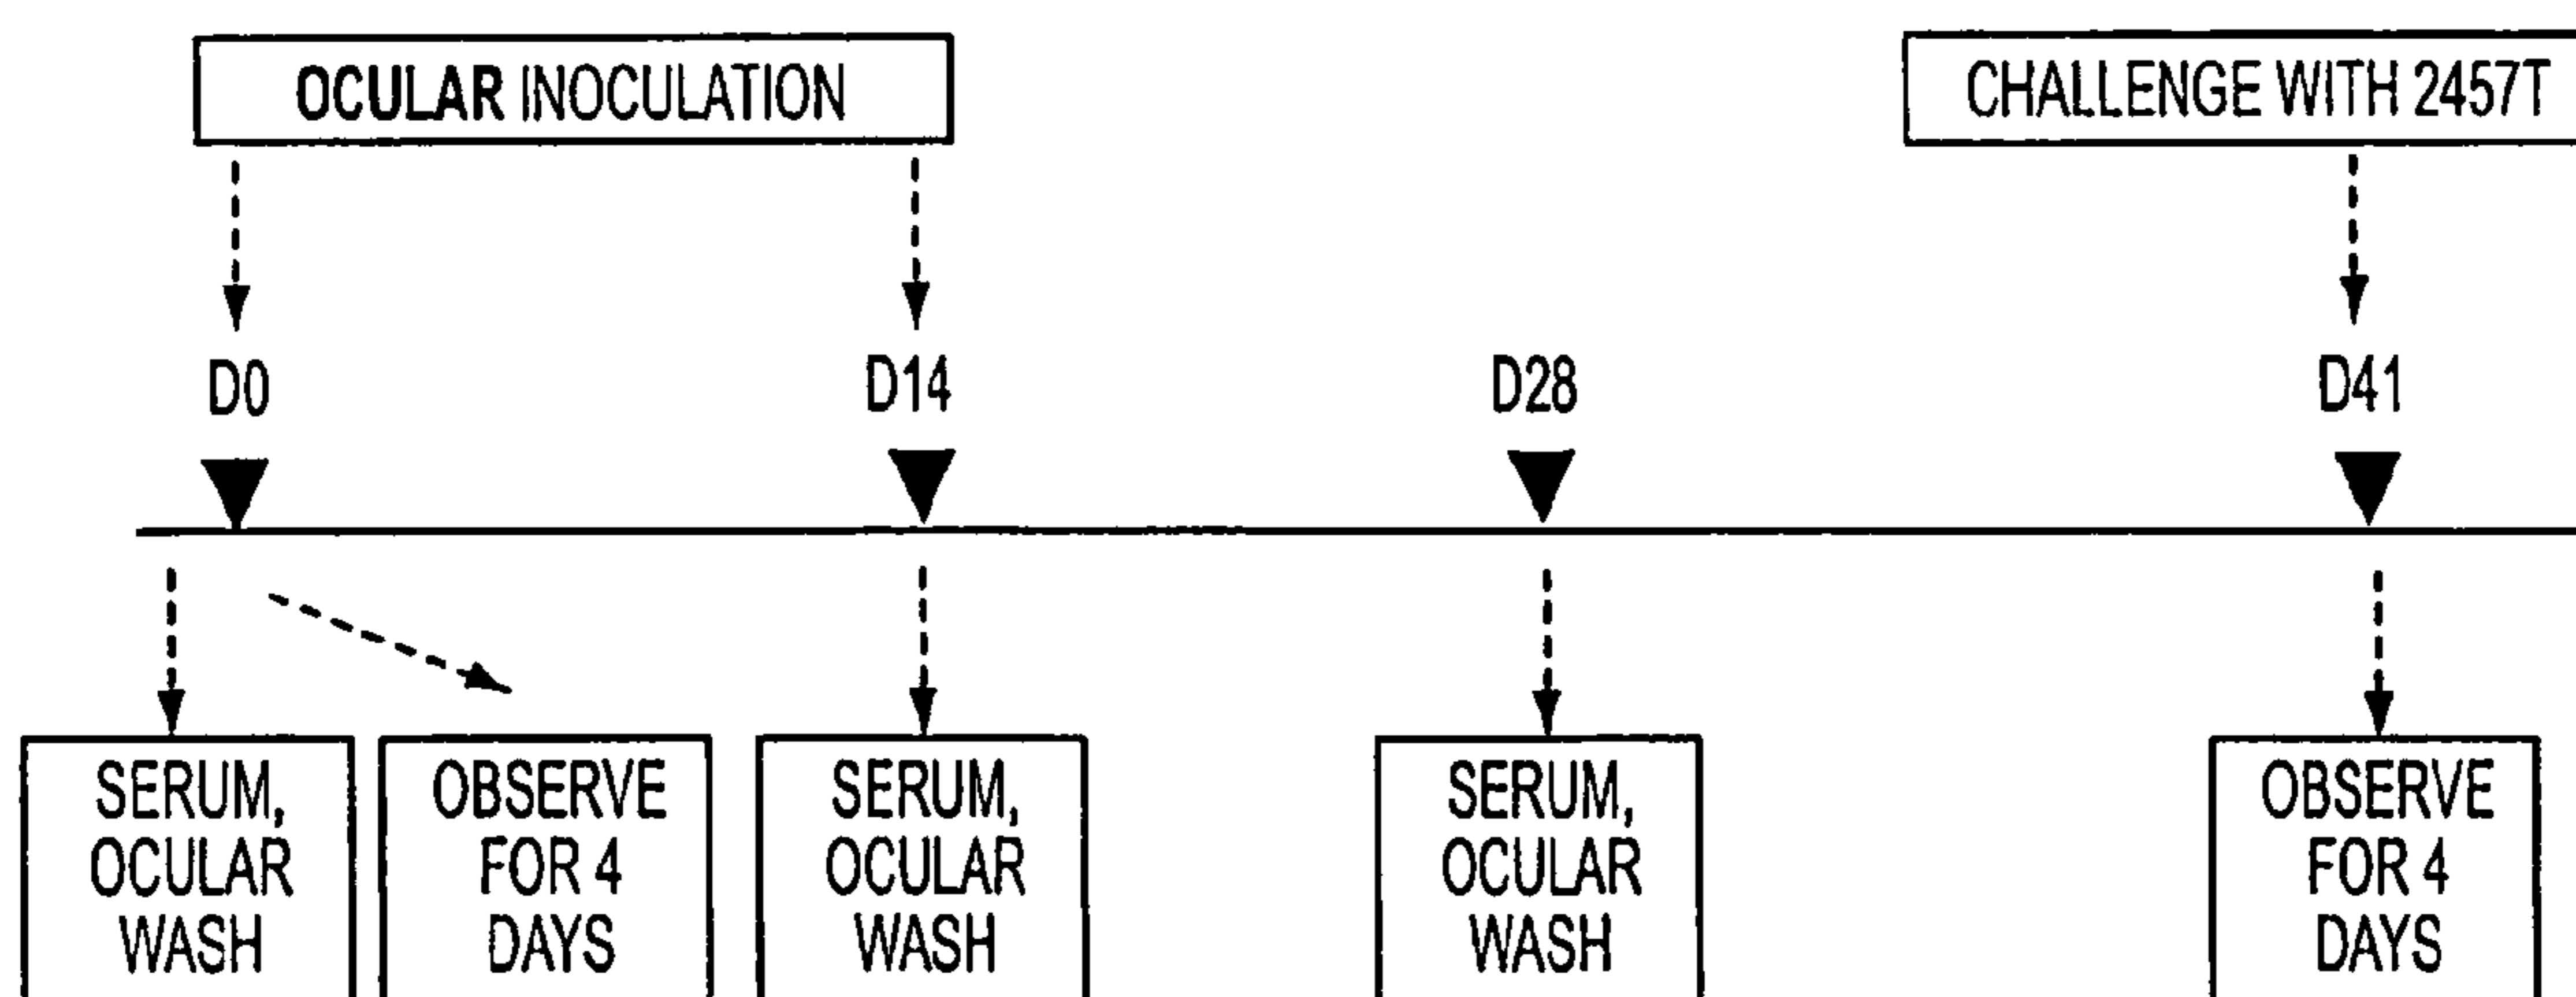 OCULAR INOCULATION
CHALLENGE WITH 2457T
D0
D14
D28
D41
SERUM,
OCULAR
WASH
OBSERVE
FOR 4
DAYS
SERUM,
OCULAR
WASH
SERUM,
OCULAR
WASH
OBSERVE
FOR 4
DAYS